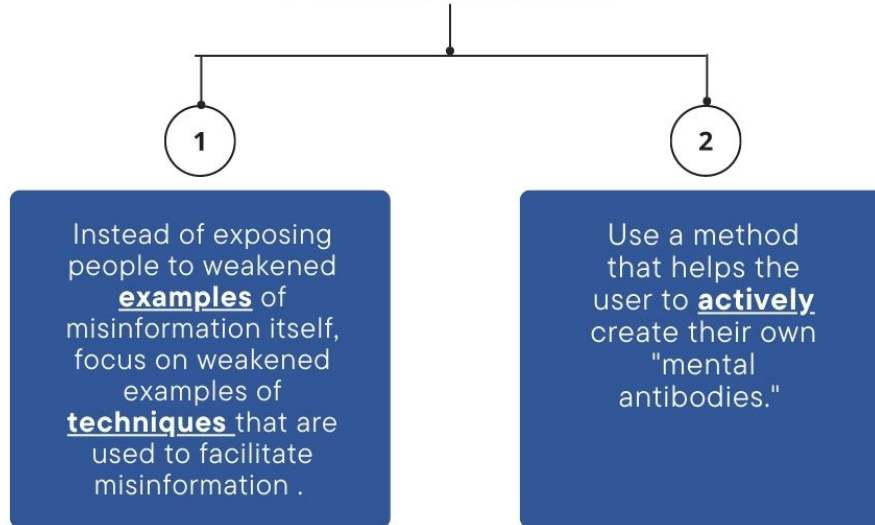 1
Instead of exposing
people to weakened
examples of
misinformation itself,
focus on weakened
examples of
techniques that are
used to facilitate
misinformation .
2
Use a method
that helps the
user to actively
create their own
"mental
antibodies."